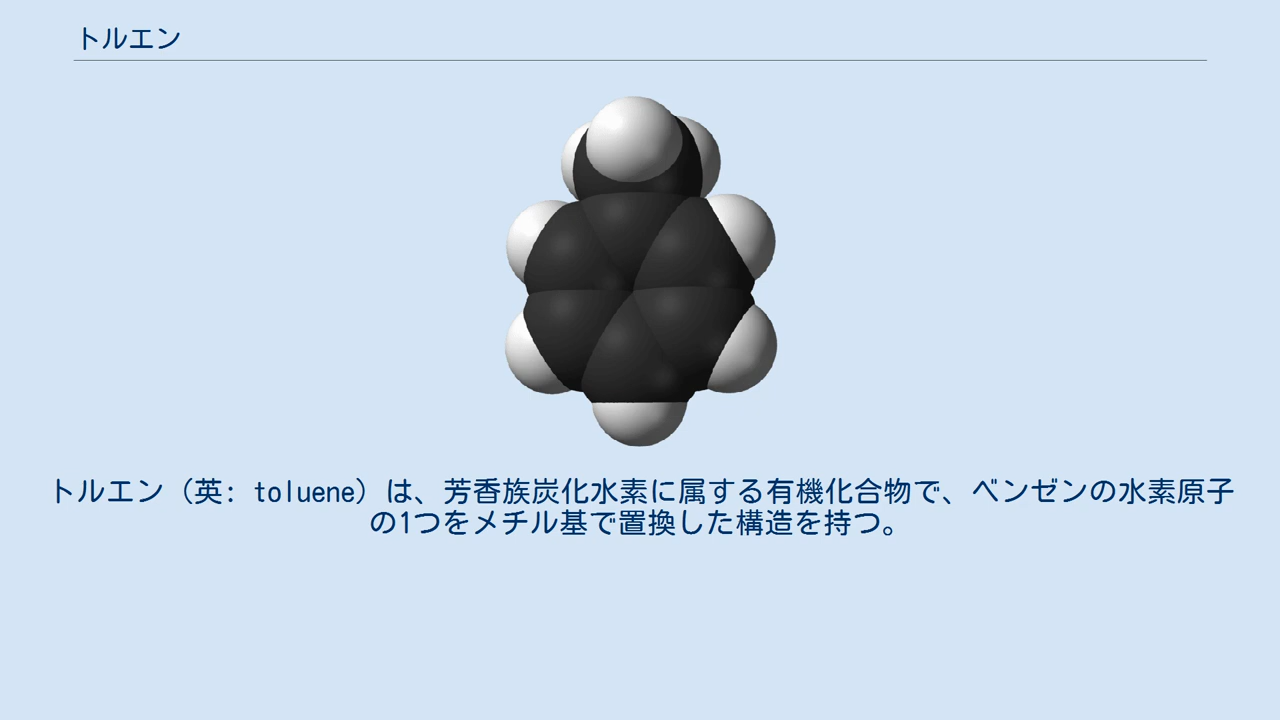 トルエン
トルエン（英: toluene）は、芳香族炭化水素に属する有機化合物で、ベンゼンの水素原子
の1つをメチル基で置換した構造を持つ。